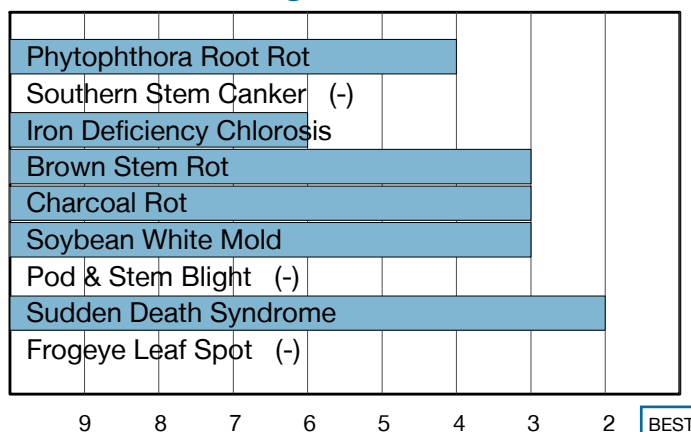 Phytophthora Root Rot
Southern Stem Canker (-)
Iron Deficiency Chlorosis
Brown Stem Rot
Charcoal Rot
Soybean White Mold
Pod & Stem Blight (-)
Sudden Death Syndrome
Frogeye Leaf Spot (-)
9 8 7 6 5 4 3 2 BEST